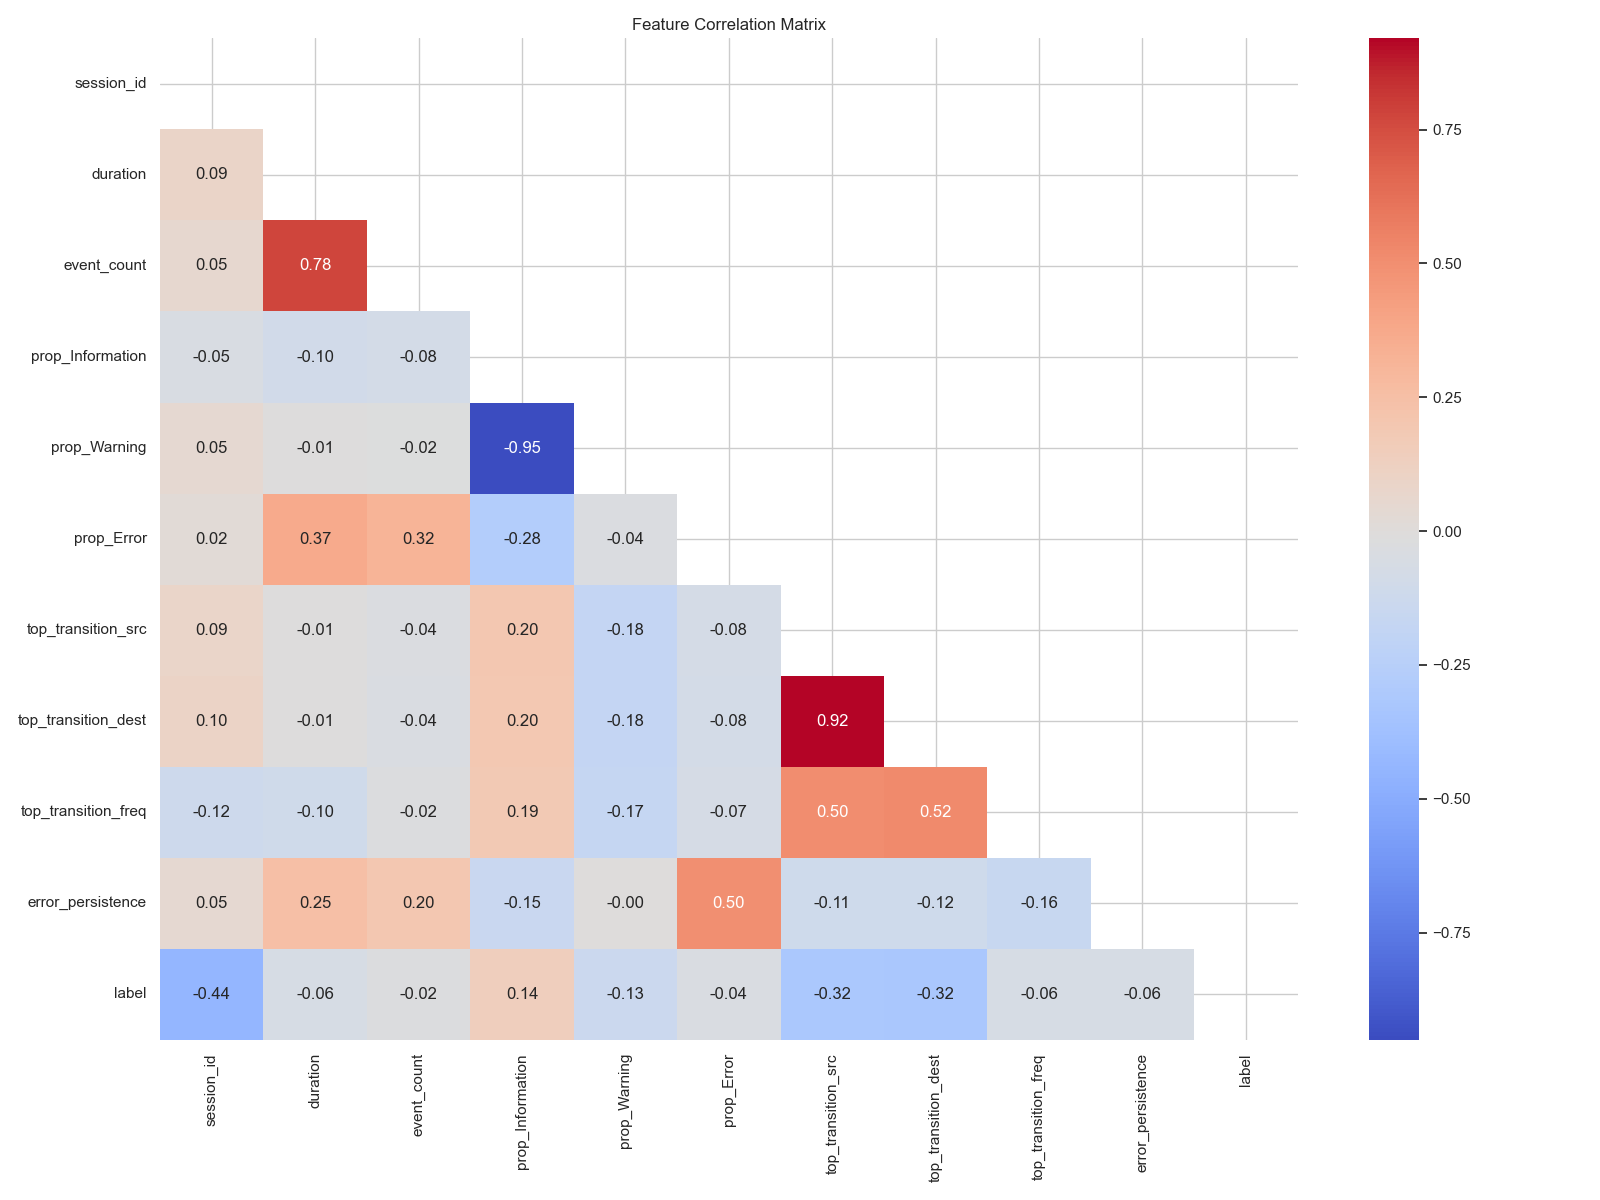 Feature Correlation Matrix
session_id
duration 0.09
event_count 0.05 0.78
prop_Information -0.05 -0.10 -0.08
prop_Warning 0.05 -0.01 -0.02 -0.95
prop_Error 0.02 0.37 0.32 -0.28 -0.04
top_transition_src 0.09 -0.01 -0.04 0.20 -0.18 -0.08
top_transition_dest 0.10 -0.01 -0.04 0.20 -0.18 -0.08 0.92
top_transition_freq -0.12 -0.10 -0.02 0.19 -0.17 -0.07 0.50 0.52
error_persistence 0.05 0.25 0.20 -0.15 -0.00 0.50 -0.11 -0.12 -0.16
label -0.44 -0.06 -0.02 0.14 -0.13 -0.04 -0.32 -0.32 -0.06 -0.06
session_id
duration
event_count
prop_Information
prop_Warning
prop_Error
top_transition_src
top_transition_dest
top_transition_freq
error_persistence
label
0.75
0.50
0.25
0.00
−0.25
−0.50
−0.75